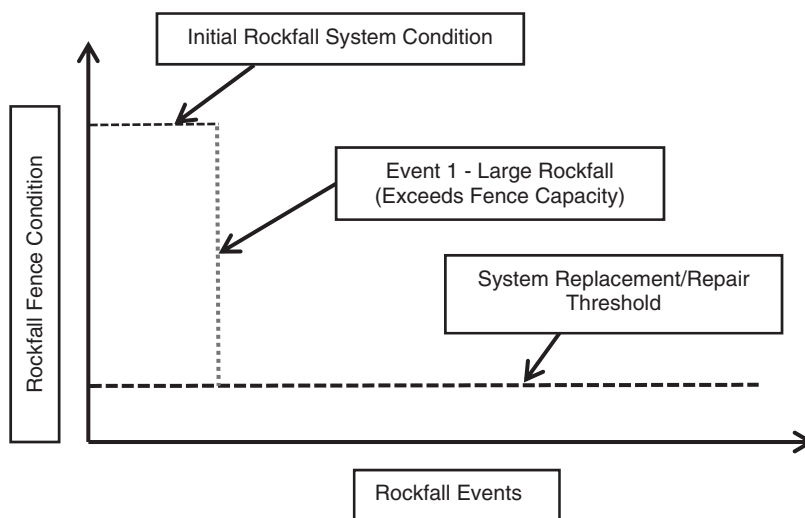 Initial Rockfall System Condition
Event 1 - Large Rockfall
(Exceeds Fence Capacity)
System Replacement/Repair
Threshold
Rockfall Fence Condition
Rockfall Events